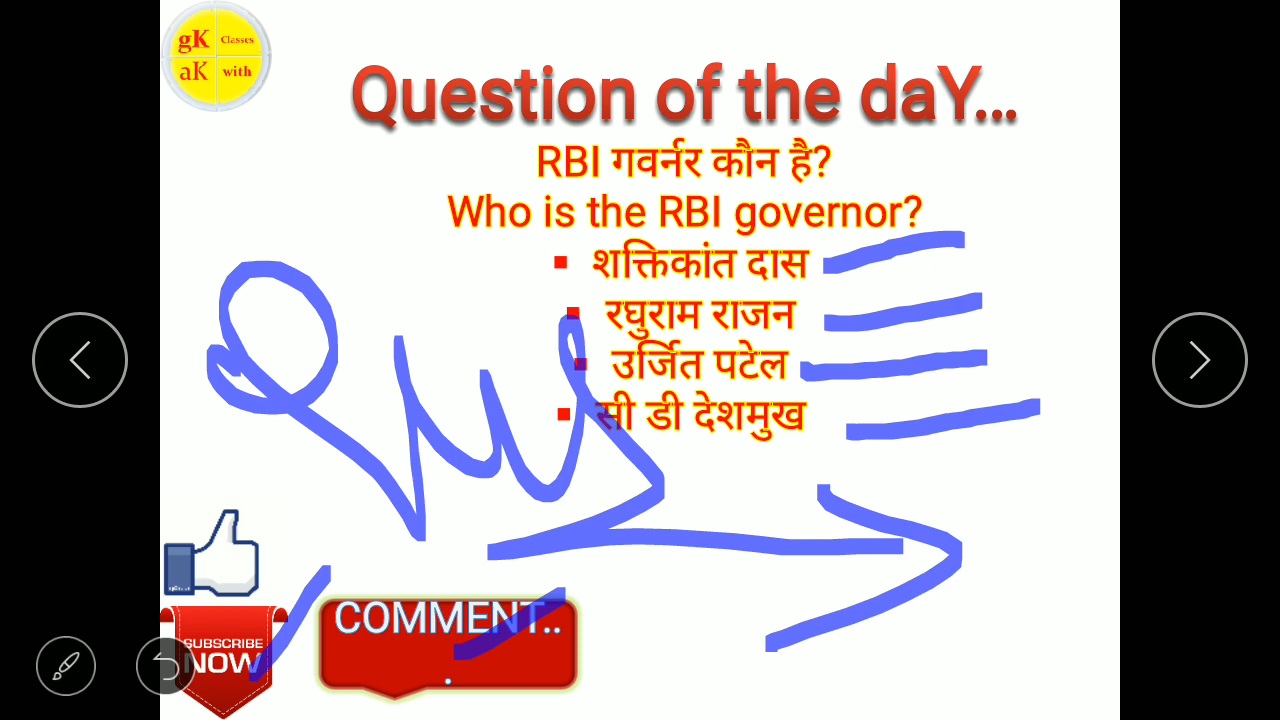 gK Classes
aK with
Question of the daY...
RBI गवर्नर कौन है?
Who is the RBI governor?
▪ शक्तिकांत दास
▪ रघुराम राजन
▪ उर्जित पटेल
▪ सी डी देशमुख
SUBSCRIBE
NOW
COMMENT..
.